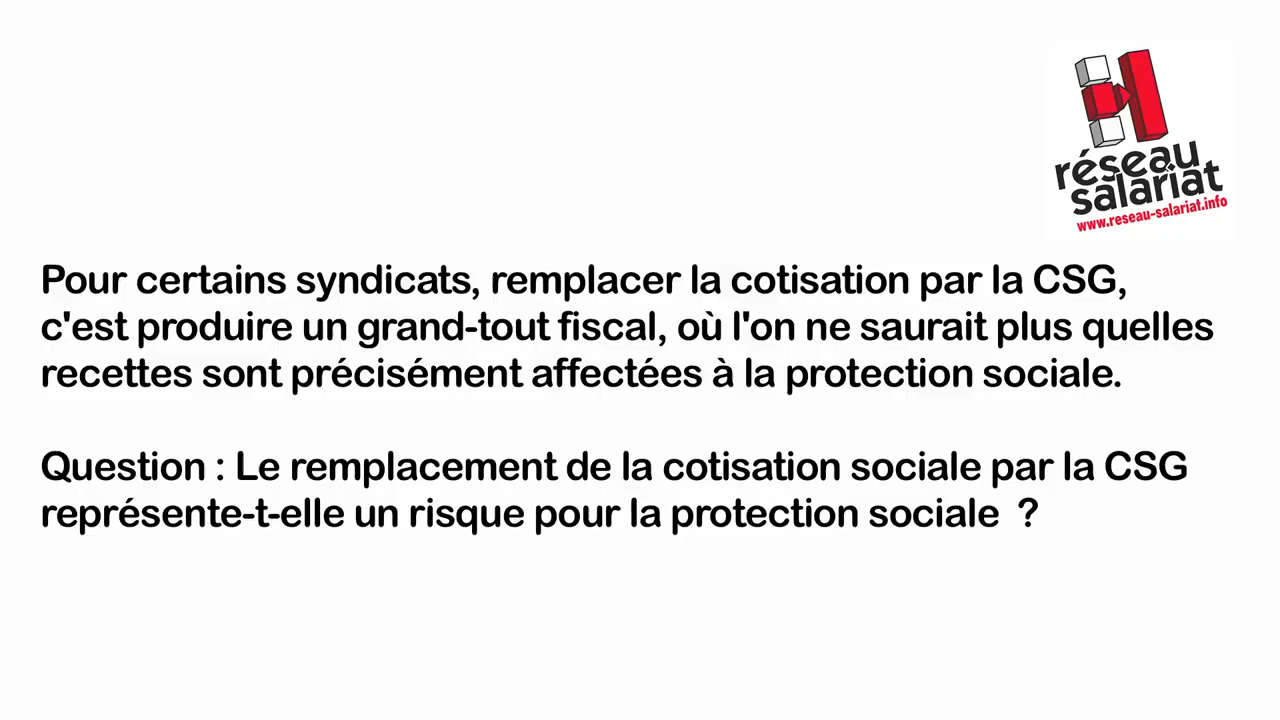 réseau
salariat
www.reseau-salariat.info
Pour certains syndicats, remplacer la cotisation par la CSG,
c'est produire un grand-tout fiscal, où l'on ne saurait plus quelles
recettes sont précisément affectées à la protection sociale.
Question : Le remplacement de la cotisation sociale par la CSG
représente-t-elle un risque pour la protection sociale ?